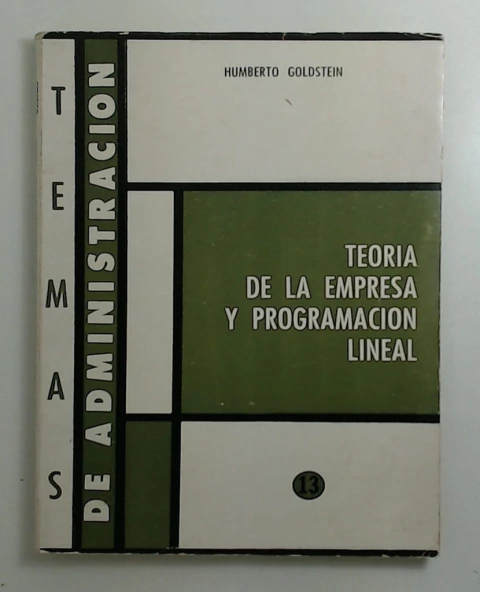 TEMAS
DE ADMINISTRACION
HUMBERTO GOLDSTEIN
TEORIA
DE LA EMPRESA
Y PROGRAMACION
LINEAL
13